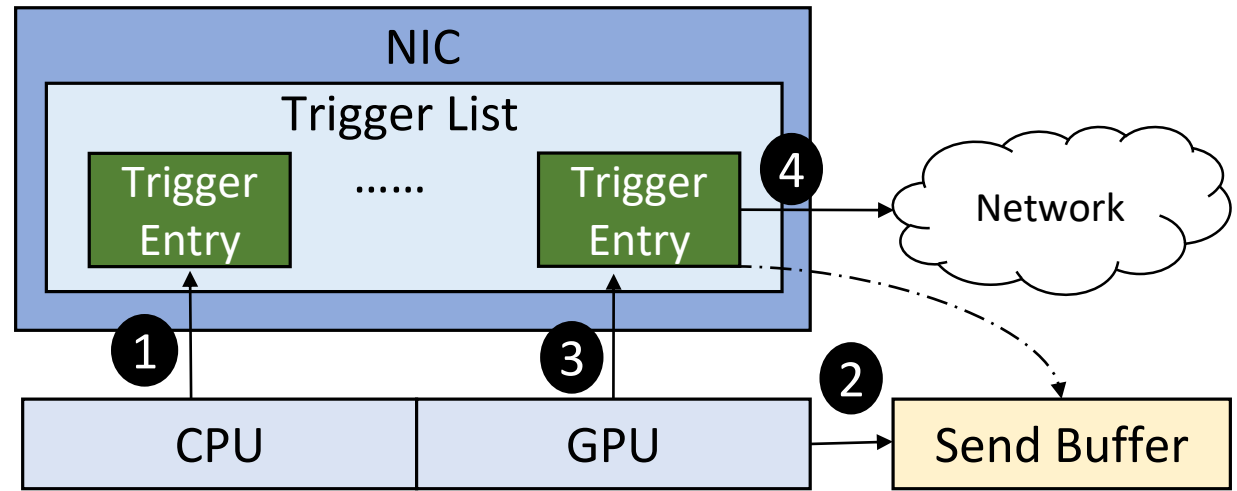 NIC
Trigger List
Trigger
Entry
......
Trigger
Entry
4
Network
1
3
2
CPU
GPU
Send Buffer